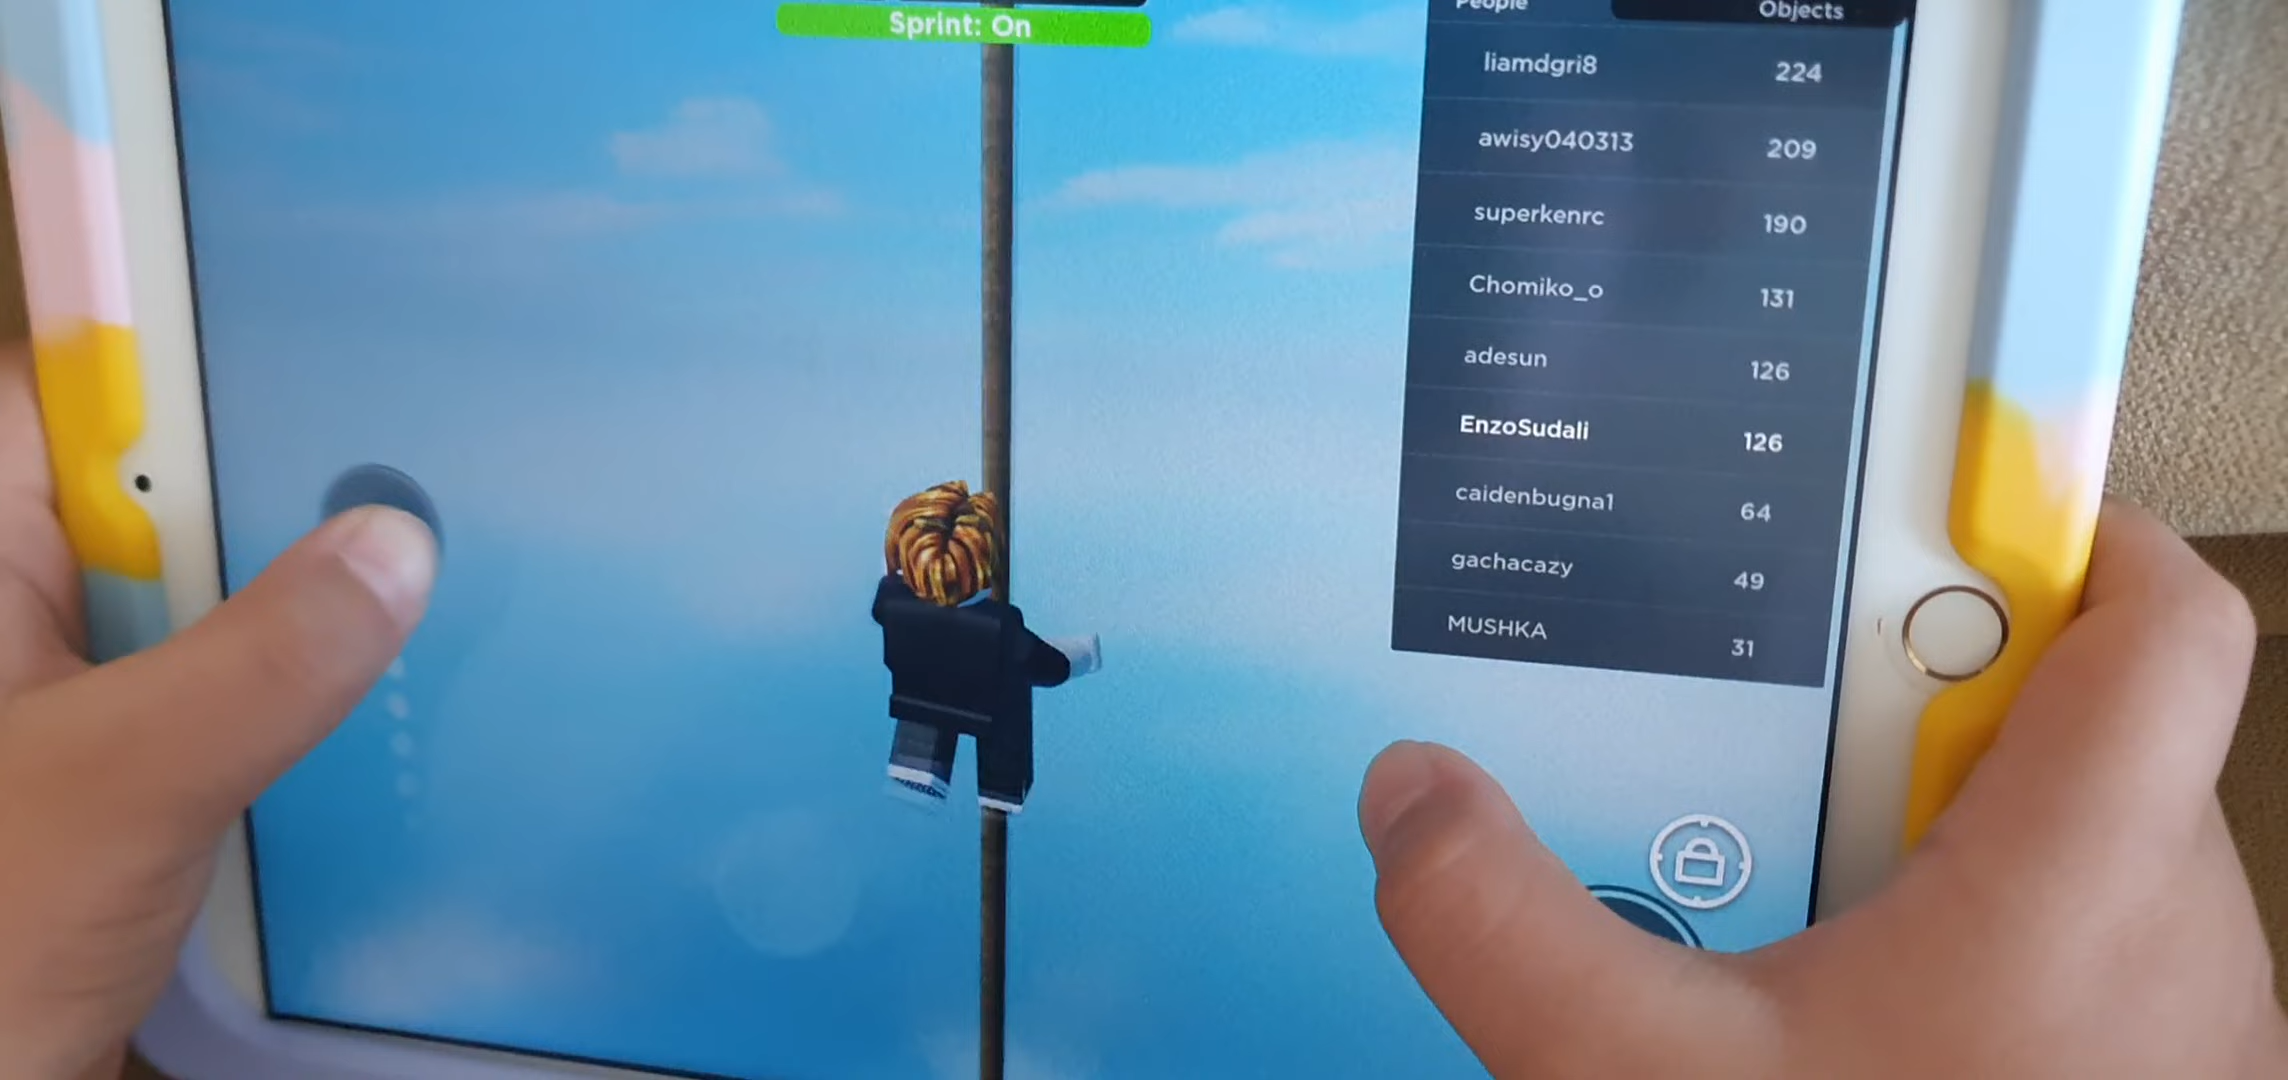 Sprint: On
People Objects
liamdgri8 224
awisy040313 209
superkenrc 190
Chomiko_o 131
adesun 126
EnzoSudali 126
caidenbugna1 64
gachacazy 49
MUSHKA 31